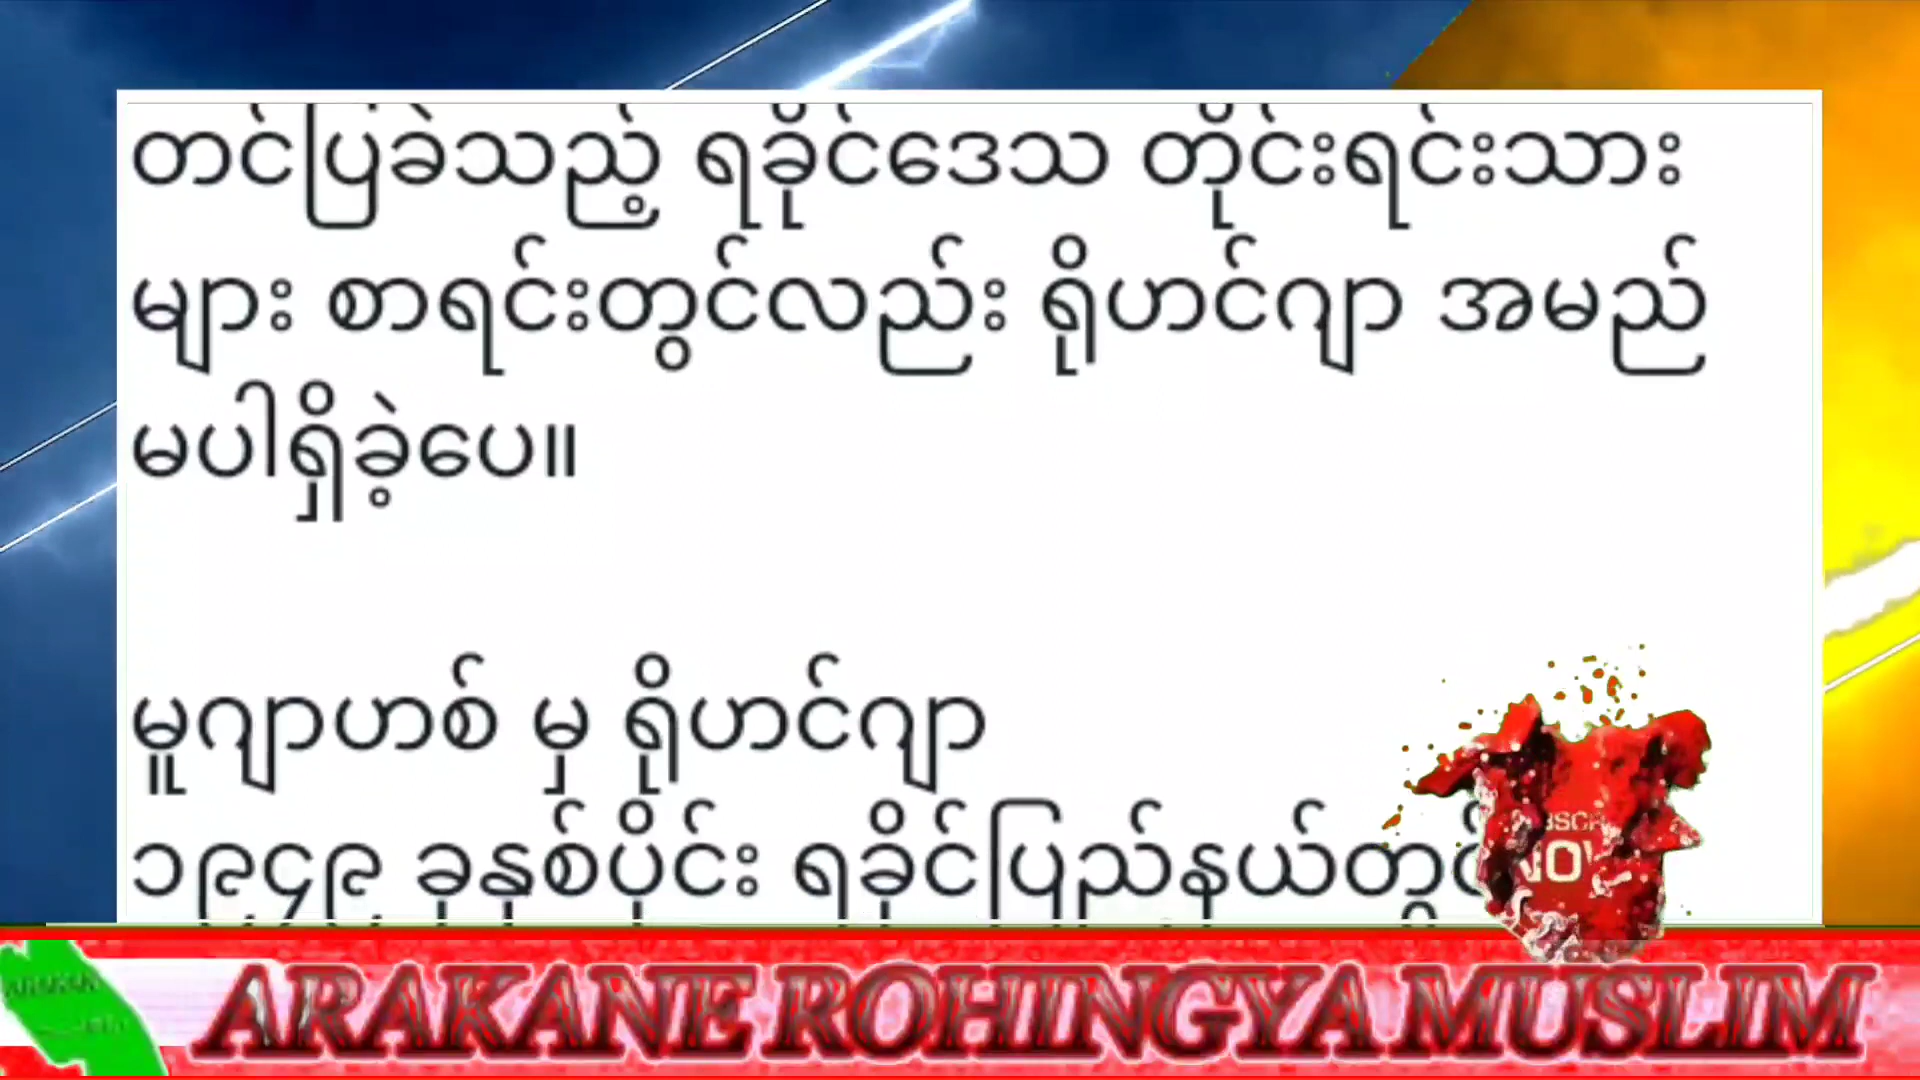 တင်ပြခဲသည့် ရခိုင်ဒေသ တိုင်းရင်းသား
များ စာရင်းတွင်လည်း ရိုဟင်ဂျာ အမည်
မပါရှိခဲ့ပေ။
မူဂျာဟစ် မှ ရိုဟင်ဂျာ
၁၉၄၉ ခုနှစ်ပိုင်း ရခိုင်ပြည်နယ်တွင်
ARAKANE ROHINGYA MUSLIM